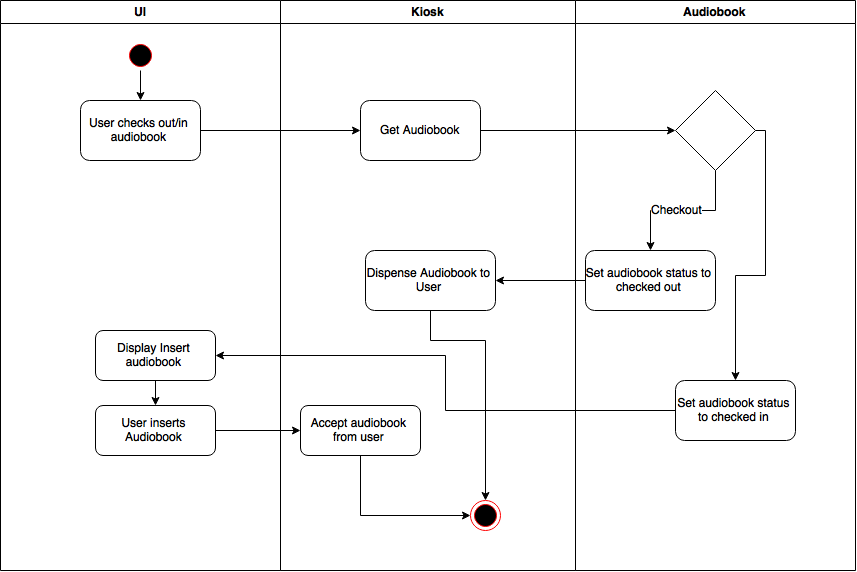 UI
Kiosk
Audiobook
User checks out/in
audiobook
Get Audiobook
Checkout
Dispense Audiobook to
User
Set audiobook status to
checked out
Display Insert
audiobook
Set audiobook status
to checked in
User inserts
Audiobook
Accept audiobook
from user